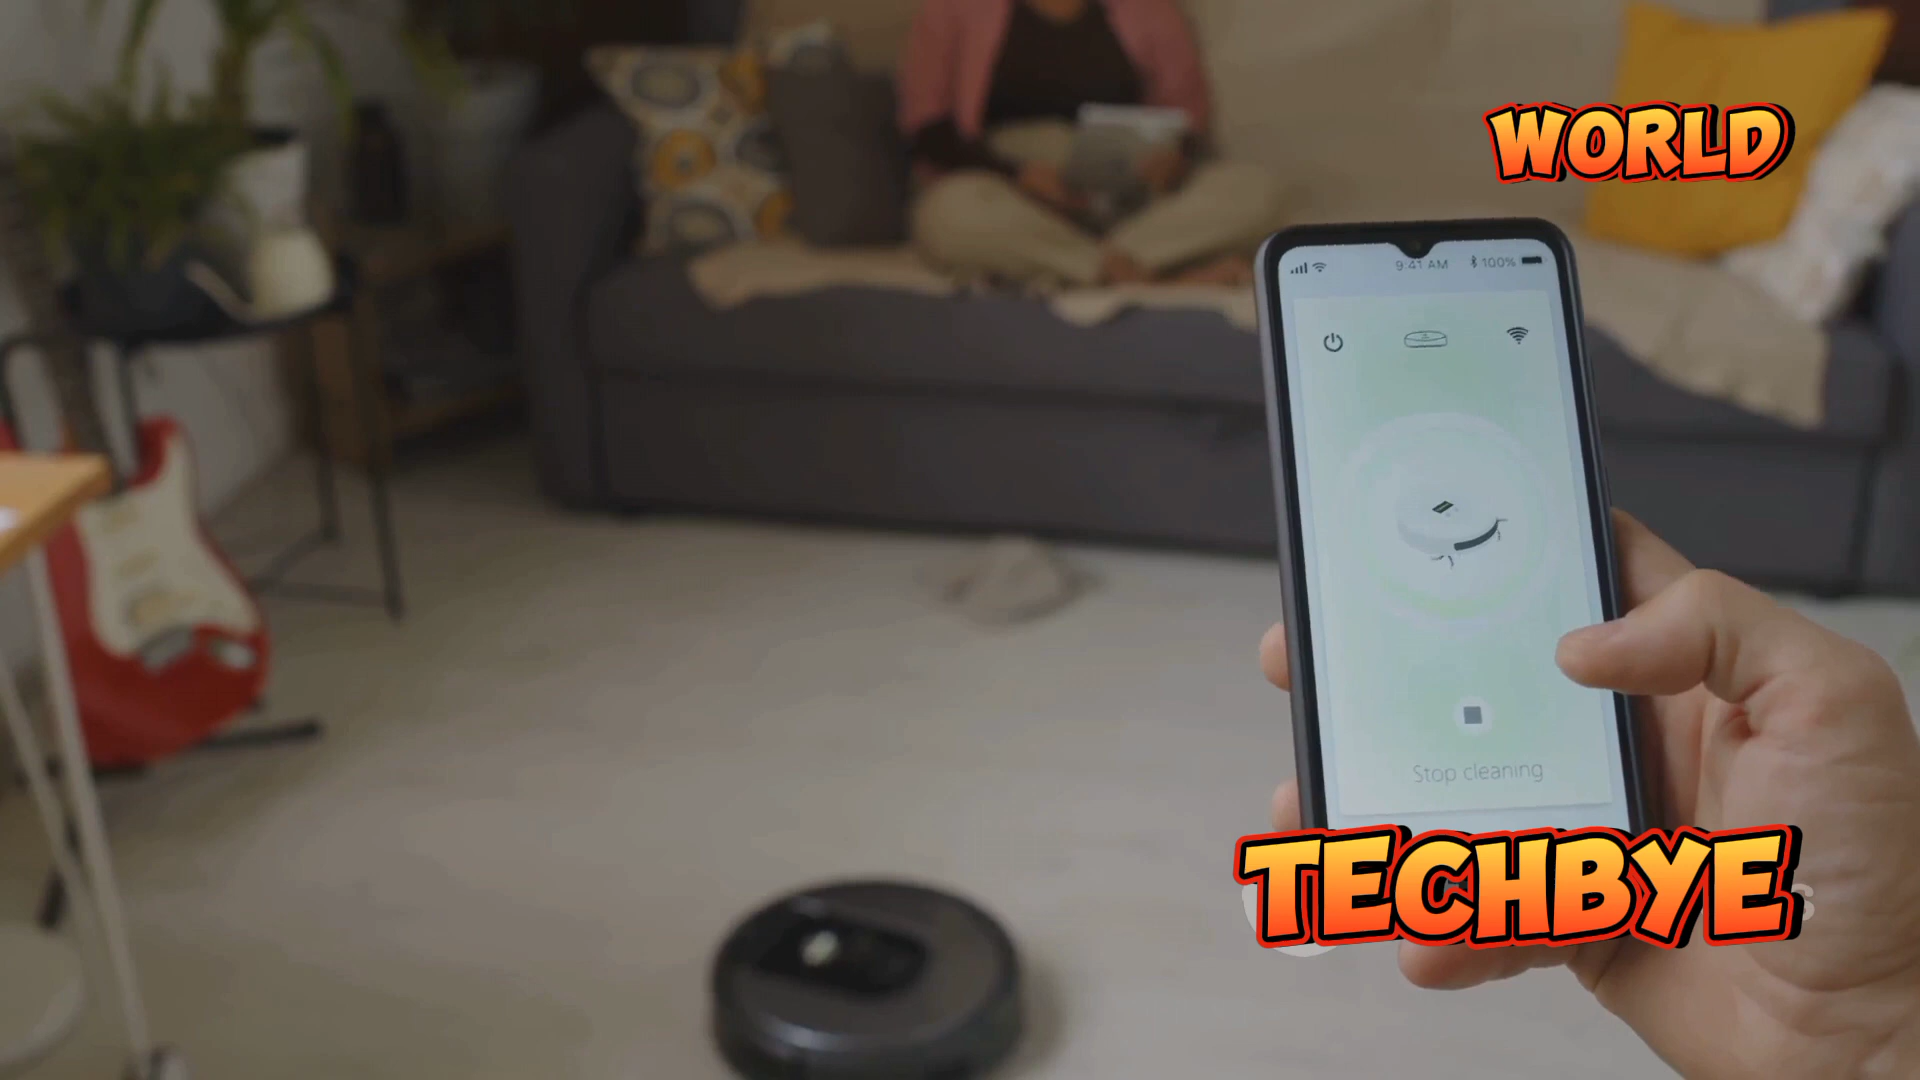 WORLD
9:41 AM 100%
Stop cleaning
TECHBYE
s